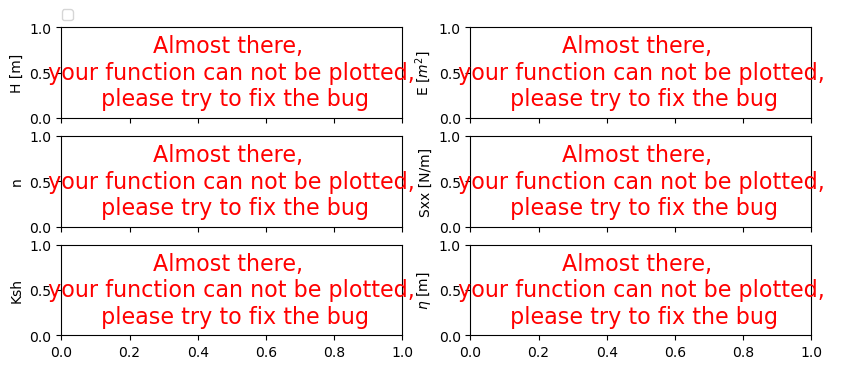 1.0
H [m]
0.5
0.0
Almost there,
your function can not be plotted,
please try to fix the bug
1.0
E [m²]
0.5
0.0
Almost there,
your function can not be plotted,
please try to fix the bug
1.0
n
0.5
0.0
Almost there,
your function can not be plotted,
please try to fix the bug
1.0
Sxx [N/m]
0.5
0.0
Almost there,
your function can not be plotted,
please try to fix the bug
1.0
Ksh
0.5
0.0
Almost there,
your function can not be plotted,
please try to fix the bug
0.0 0.2 0.4 0.6 0.8 1.0
1.0
η [m]
0.5
0.0
Almost there,
your function can not be plotted,
please try to fix the bug
0.0 0.2 0.4 0.6 0.8 1.0